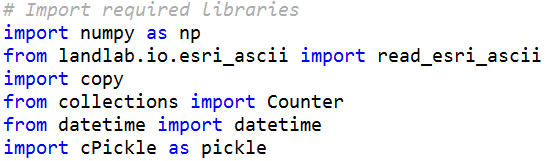 # Import required libraries
import numpy as np
from landlab.io.esri_ascii import read_esri_ascii
import copy
from collections import Counter
from datetime import datetime
import cPickle as pickle